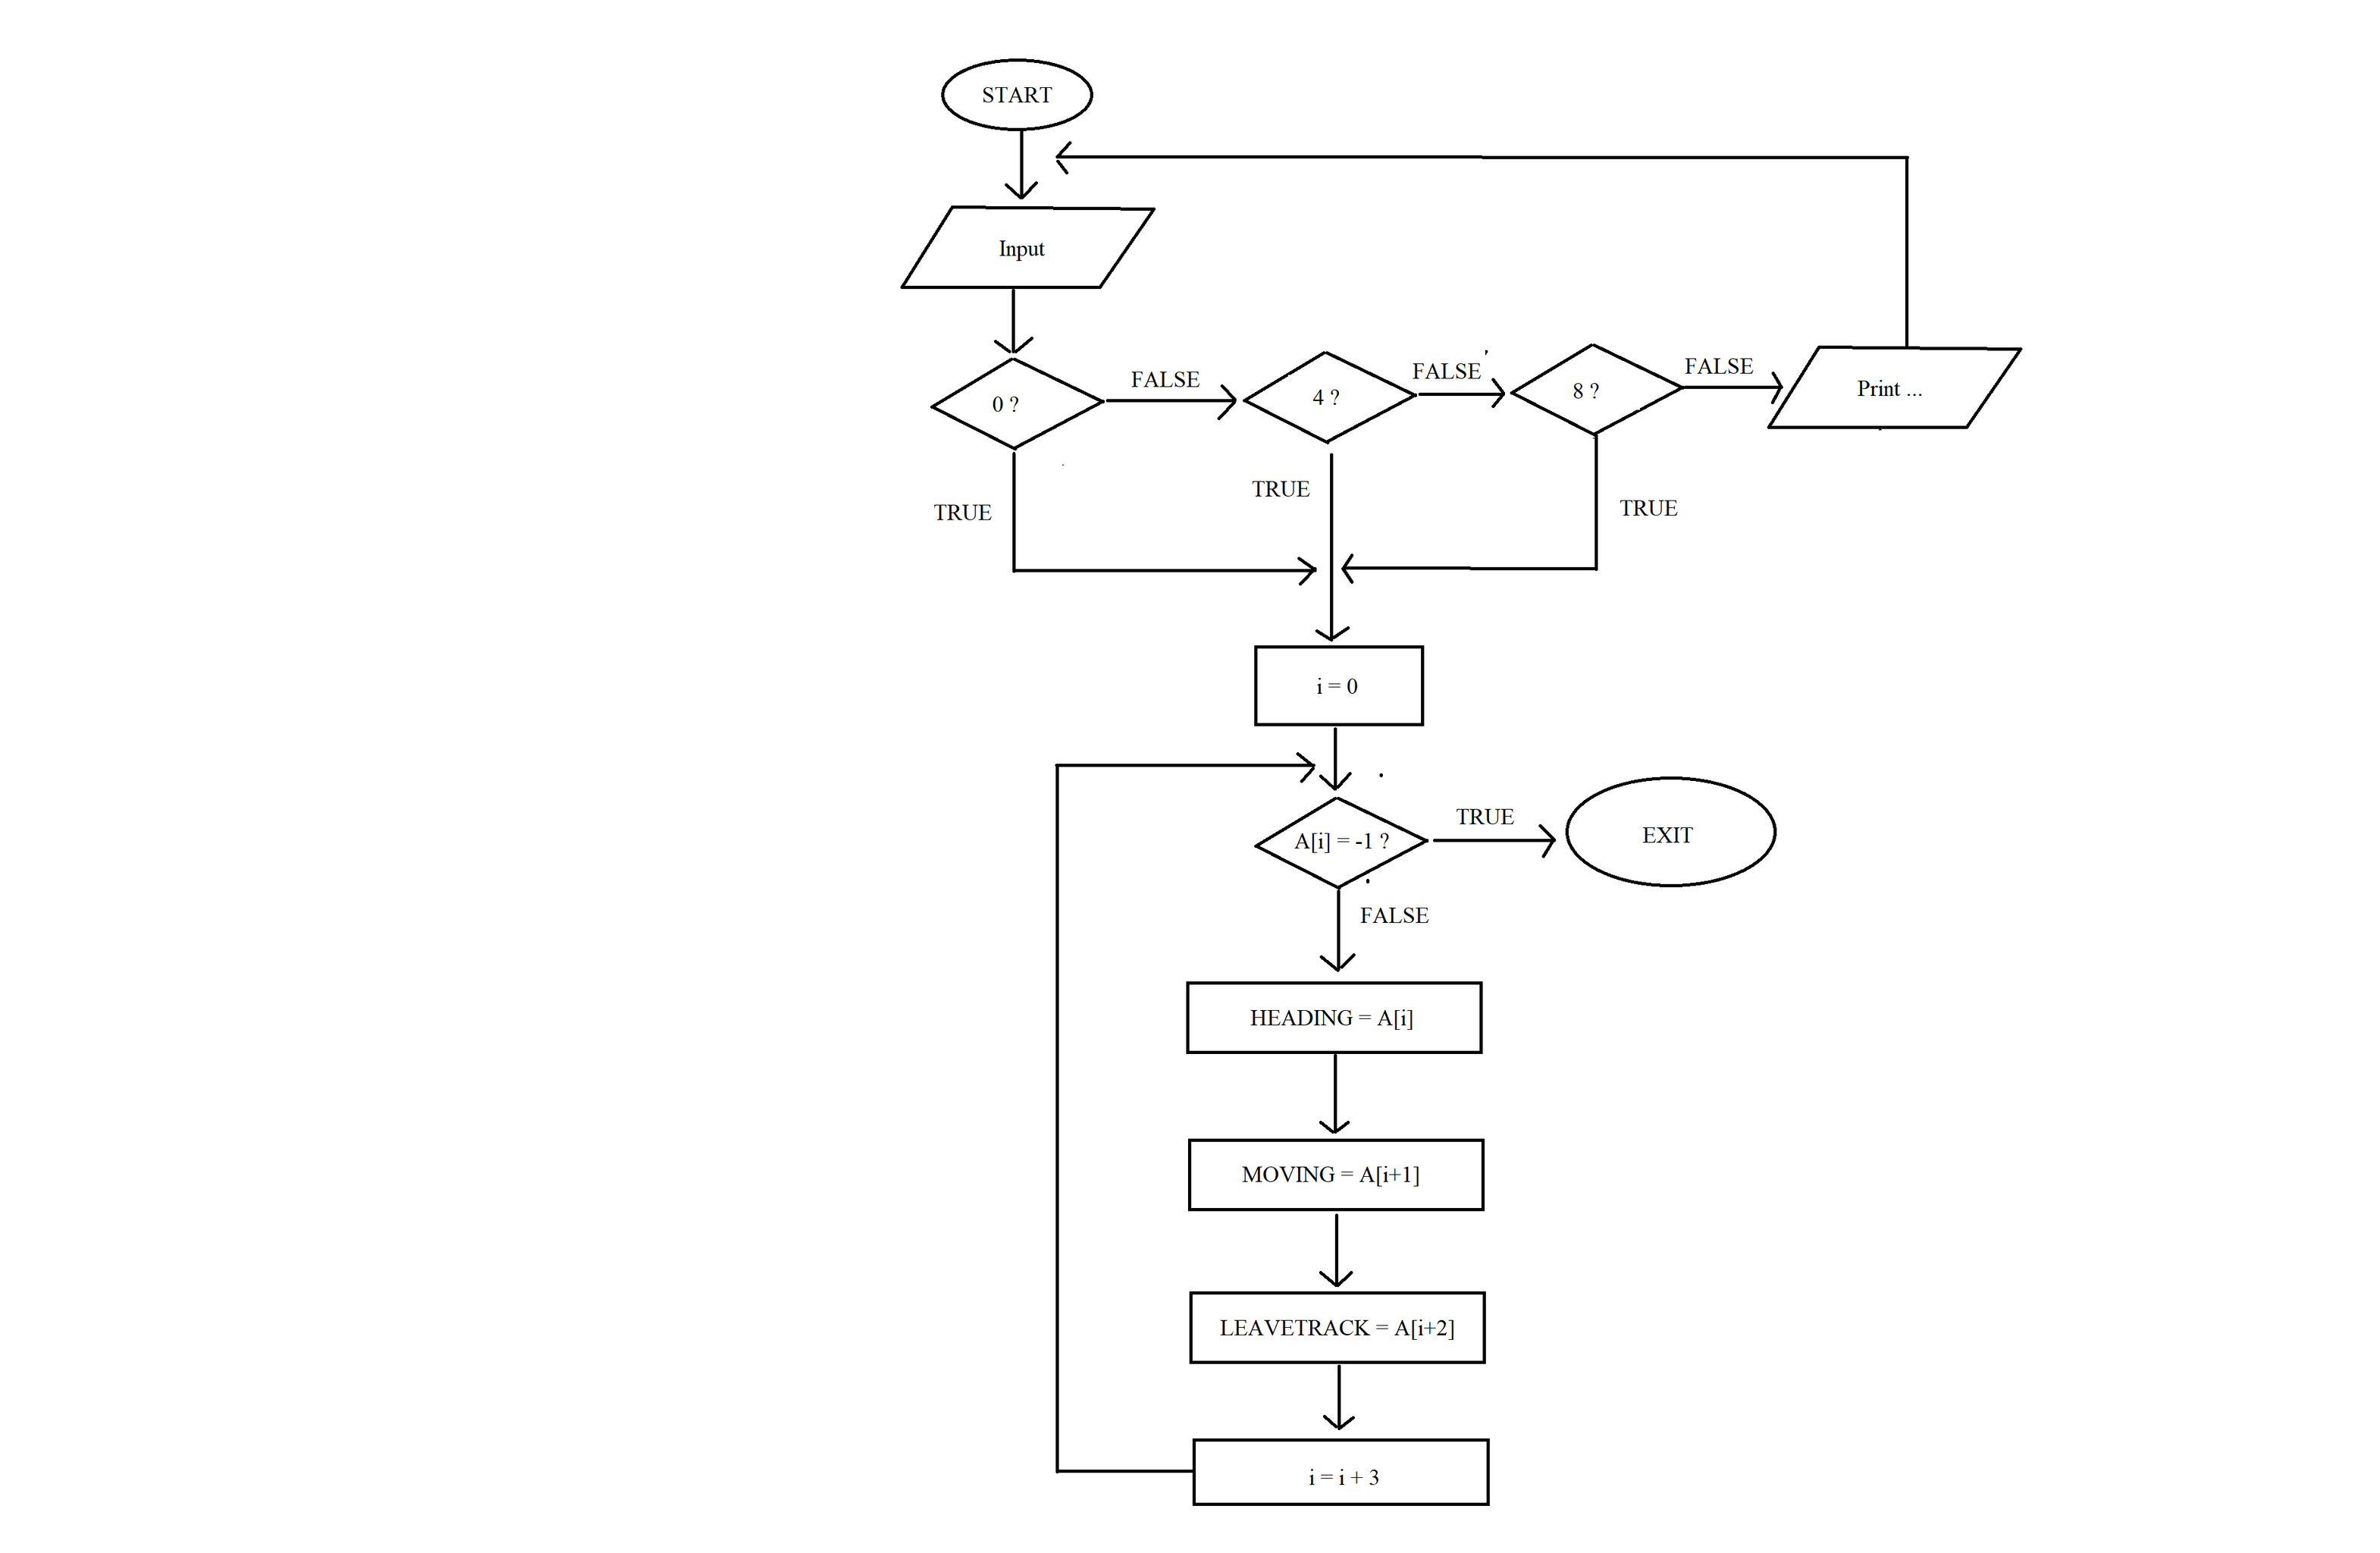 START
Input
0 ?
FALSE
4 ?
FALSE
8 ?
FALSE
Print ...
TRUE
TRUE
TRUE
i = 0
A[i] = -1 ?
TRUE
EXIT
FALSE
HEADING = A[i]
MOVING = A[i+1]
LEAVETRACK = A[i+2]
i = i + 3